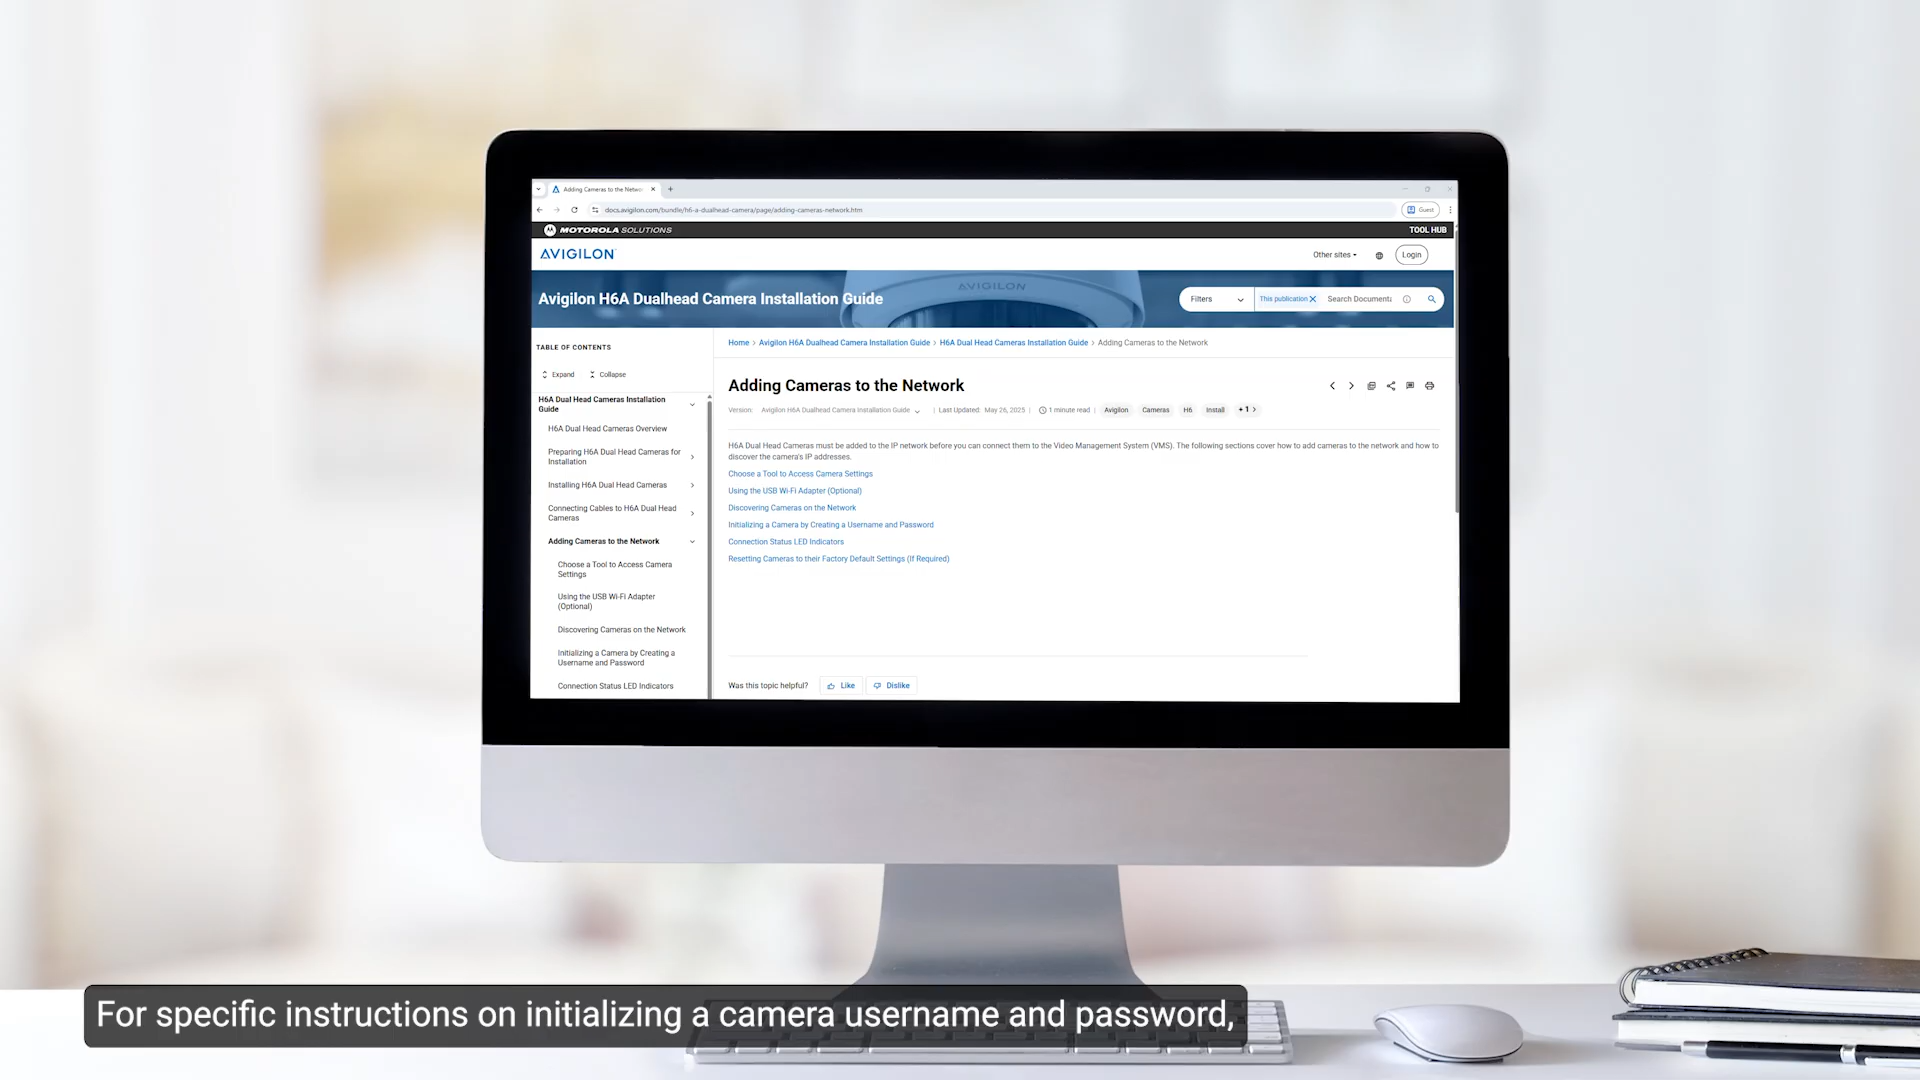 Adding Cameras to the Netwo
docs.avigilon.com/bundle/h6-a-dualhead-camera/page/adding-cameras-network.htm
Guest
MOTOROLA SOLUTIONS
TOOL HUB
AVIGILON
Other sites
Login
AVIGILON
Avigilon H6A Dualhead Camera Installation Guide
Filters
This publication
Search Documenta
TABLE OF CONTENTS
Expand
Collapse
H6A Dual Head Cameras Installation
Guide
H6A Dual Head Cameras Overview
Preparing H6A Dual Head Cameras for
Installation
Installing H6A Dual Head Cameras
Connecting Cables to H6A Dual Head
Cameras
Adding Cameras to the Network
Choose a Tool to Access Camera
Settings
Using the USB Wi-Fi Adapter
(Optional)
Discovering Cameras on the Network
Initializing a Camera by Creating a
Username and Password
Connection Status LED Indicators
Home > Avigilon H6A Dualhead Camera Installation Guide > H6A Dual Head Cameras Installation Guide > Adding Cameras to the Network
Adding Cameras to the Network
Version: Avigilon H6A Dualhead Camera Installation Guide | Last Updated: May 26, 2025 | 1 minute read | Avigilon Cameras H6 Install + 1 >
H6A Dual Head Cameras must be added to the IP network before you can connect them to the Video Management System (VMS). The following sections cover how to add cameras to the network and how to
discover the camera's IP addresses.
Choose a Tool to Access Camera Settings
Using the USB Wi-Fi Adapter (Optional)
Discovering Cameras on the Network
Initializing a Camera by Creating a Username and Password
Connection Status LED Indicators
Resetting Cameras to their Factory Default Settings (If Required)
Was this topic helpful? Like Dislike
For specific instructions on initializing a camera username and password,